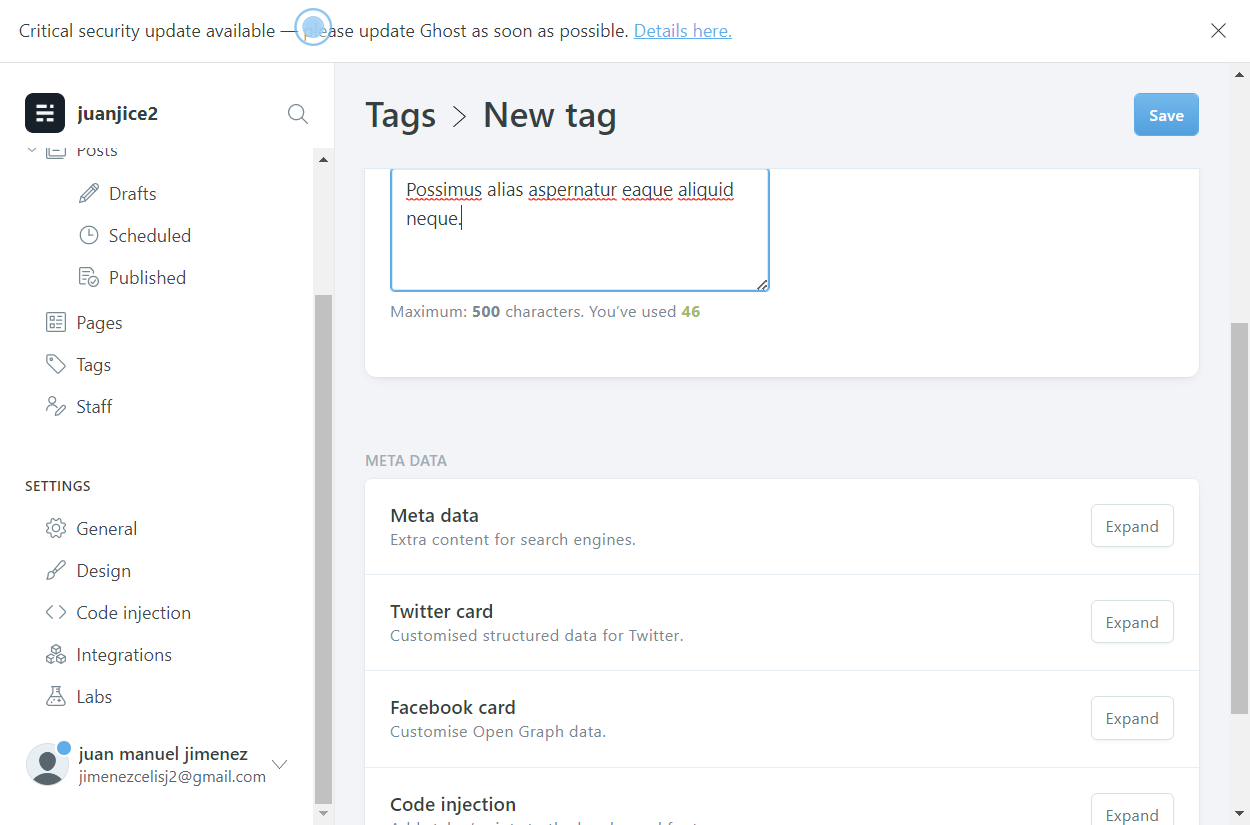 Critical security update available — please update Ghost as soon as possible. Details here.
juanjice2
Tags > New tag
Save
Posts
Drafts
Scheduled
Published
Pages
Tags
Staff
SETTINGS
General
Design
Code injection
Integrations
Labs
juan manuel jimenez
jimenezcelisj2@gmail.com
Possimus alias aspernatur eaque aliquid
neque.
Maximum: 500 characters. You’ve used 46
META DATA
Meta data
Extra content for search engines.
Expand
Twitter card
Customised structured data for Twitter.
Expand
Facebook card
Customise Open Graph data.
Expand
Code injection
Expand